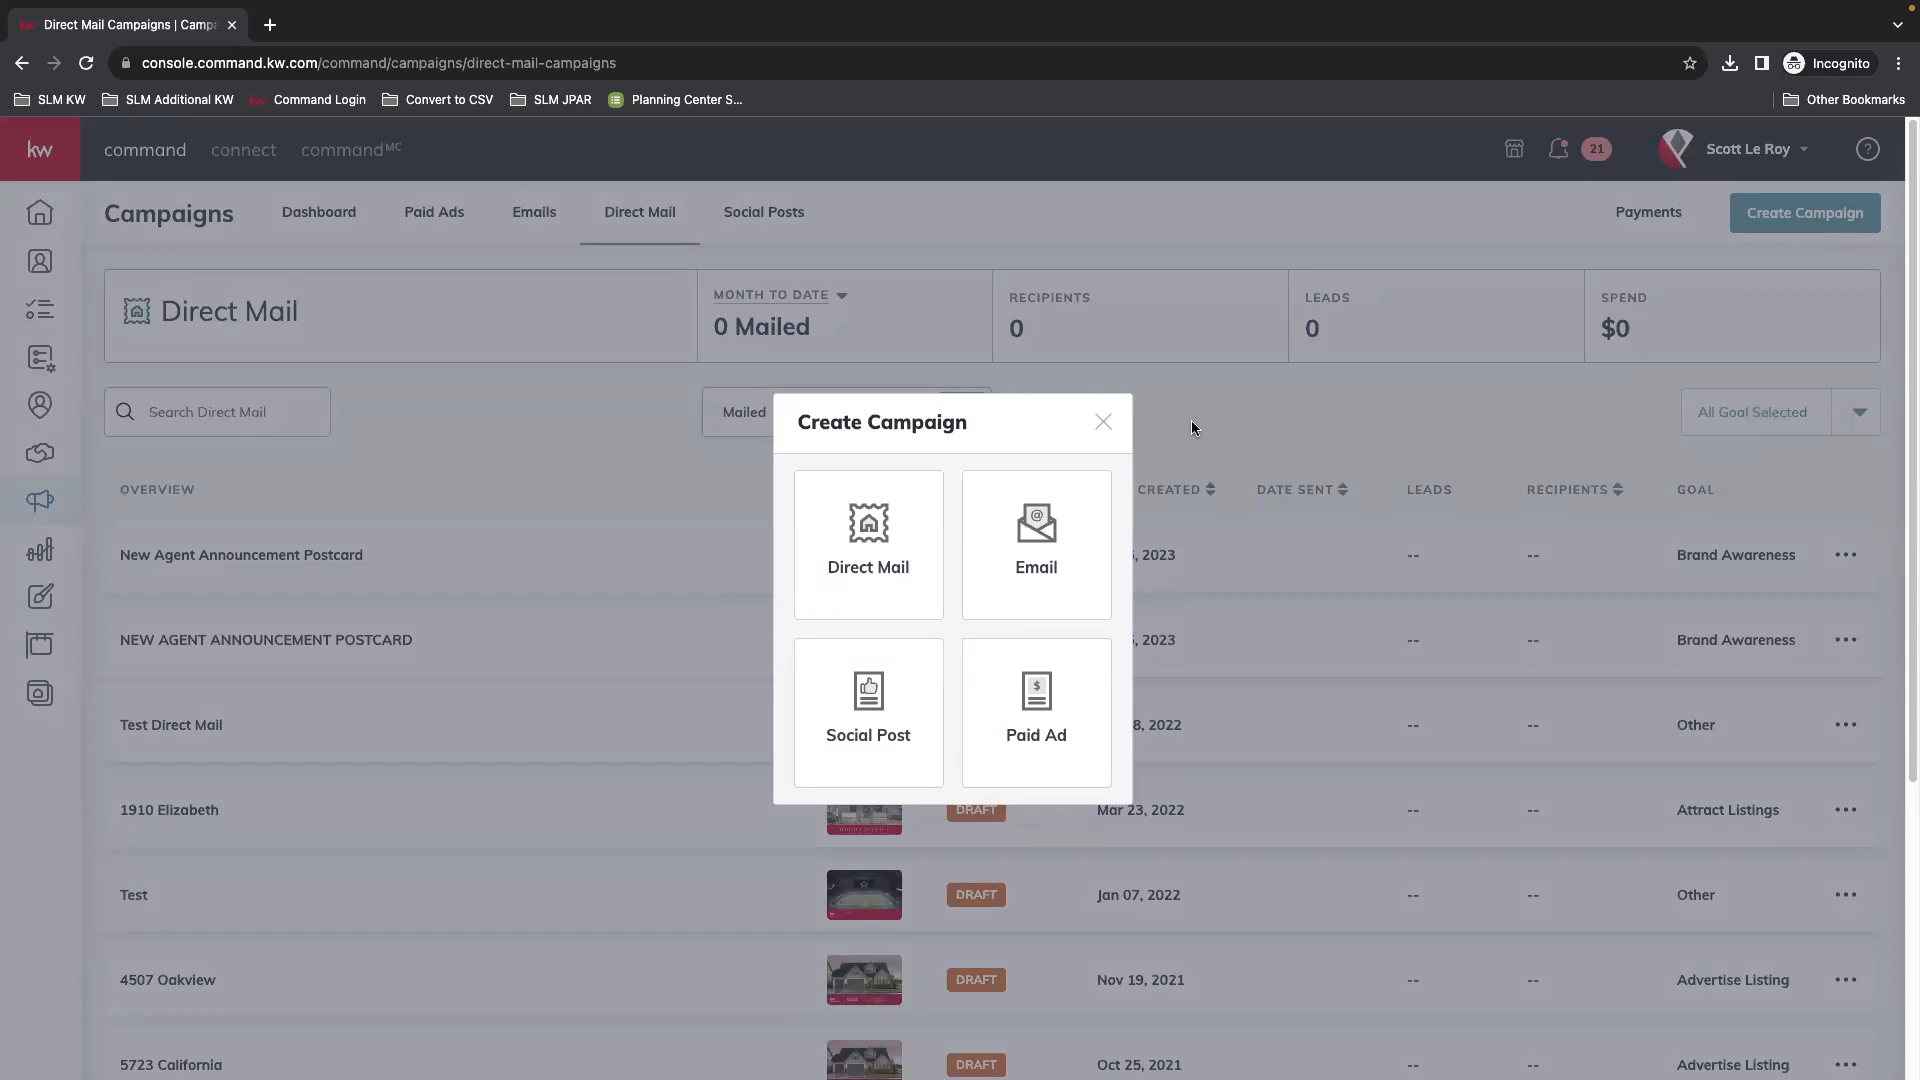 kw Direct Mail Campaigns | Campa
console.command.kw.com/command/campaigns/direct-mail-campaigns
Incognito
SLM KW
SLM Additional KW
kw Command Login
Convert to CSV
SLM JPAR
Planning Center S...
Other Bookmarks
kw
command
connect
commandMC
21
Scott Le Roy
?
Campaigns
Dashboard
Paid Ads
Emails
Direct Mail
Social Posts
Payments
Create Campaign
Direct Mail
MONTH TO DATE
0 Mailed
RECIPIENTS
0
LEADS
0
SPEND
$0
Search Direct Mail
Mailed
All Goal Selected
Create Campaign
Direct Mail
Email
Social Post
Paid Ad
OVERVIEW
CREATED
DATE SENT
LEADS
RECIPIENTS
GOAL
New Agent Announcement Postcard
, 2023
--
--
Brand Awareness
NEW AGENT ANNOUNCEMENT POSTCARD
, 2023
--
--
Brand Awareness
Test Direct Mail
8, 2022
--
--
Other
1910 Elizabeth
DRAFT
Mar 23, 2022
--
--
Attract Listings
Test
DRAFT
Jan 07, 2022
--
--
Other
4507 Oakview
DRAFT
Nov 19, 2021
--
--
Advertise Listing
5723 California
DRAFT
Oct 25, 2021
--
--
Advertise Listing